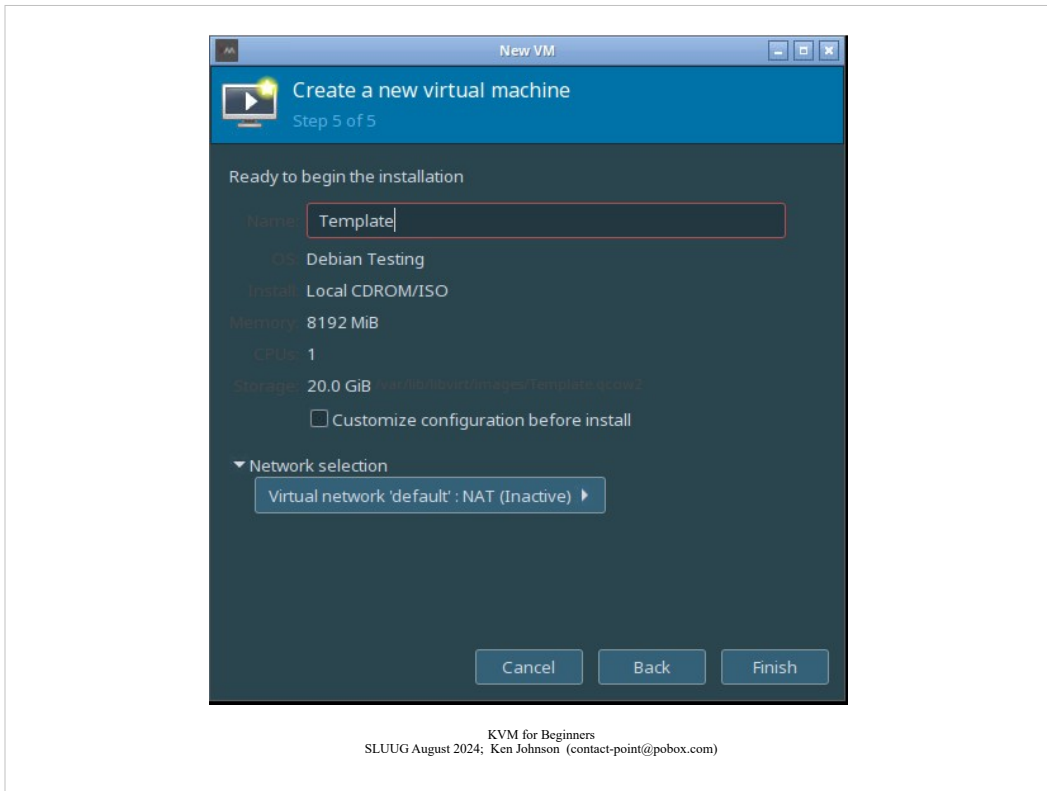 New VM
Create a new virtual machine
Step 5 of 5
Ready to begin the installation
Name: Template
OS: Debian Testing
Install: Local CDROM/ISO
Memory: 8192 MiB
CPUs: 1
Storage: 20.0 GiB /var/lib/libvirt/images/Template.qcow2
Customize configuration before install
Network selection
Virtual network 'default' : NAT (Inactive)
Cancel Back Finish
KVM for Beginners
SLUUG August 2024; Ken Johnson (contact-point@pobox.com)